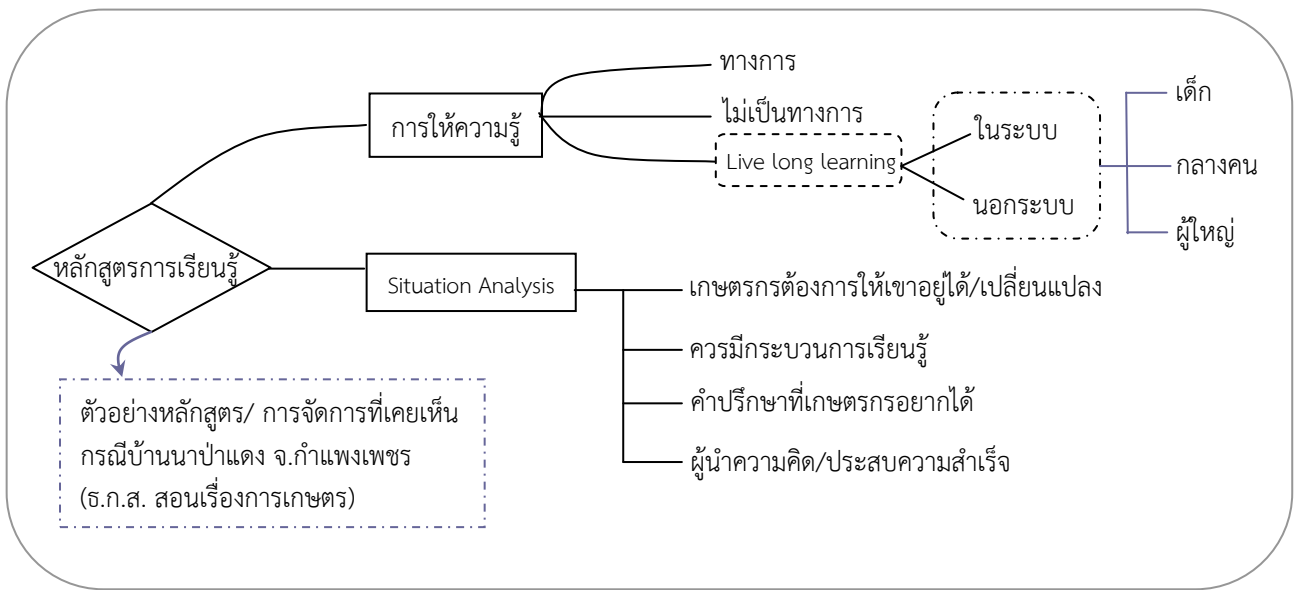 ทางการ
การให้ความรู้
ไม่เป็นทางการ
Live long learning
ในระบบ
นอกระบบ
เด็ก
กลางคน
ผู้ใหญ่
หลักสูตรการเรียนรู้
Situation Analysis
เกษตรกรต้องการให้เขาอยู่ได้/เปลี่ยนแปลง
ควรมีกระบวนการเรียนรู้
คำปรึกษาที่เกษตรกรอยากได้
ผู้นำความคิด/ประสบความสำเร็จ
ตัวอย่างหลักสูตร/ การจัดการที่เคยเห็น
กรณีบ้านนาป่าแดง จ.กำแพงเพชร
(ธ.ก.ส. สอนเรื่องการเกษตร)